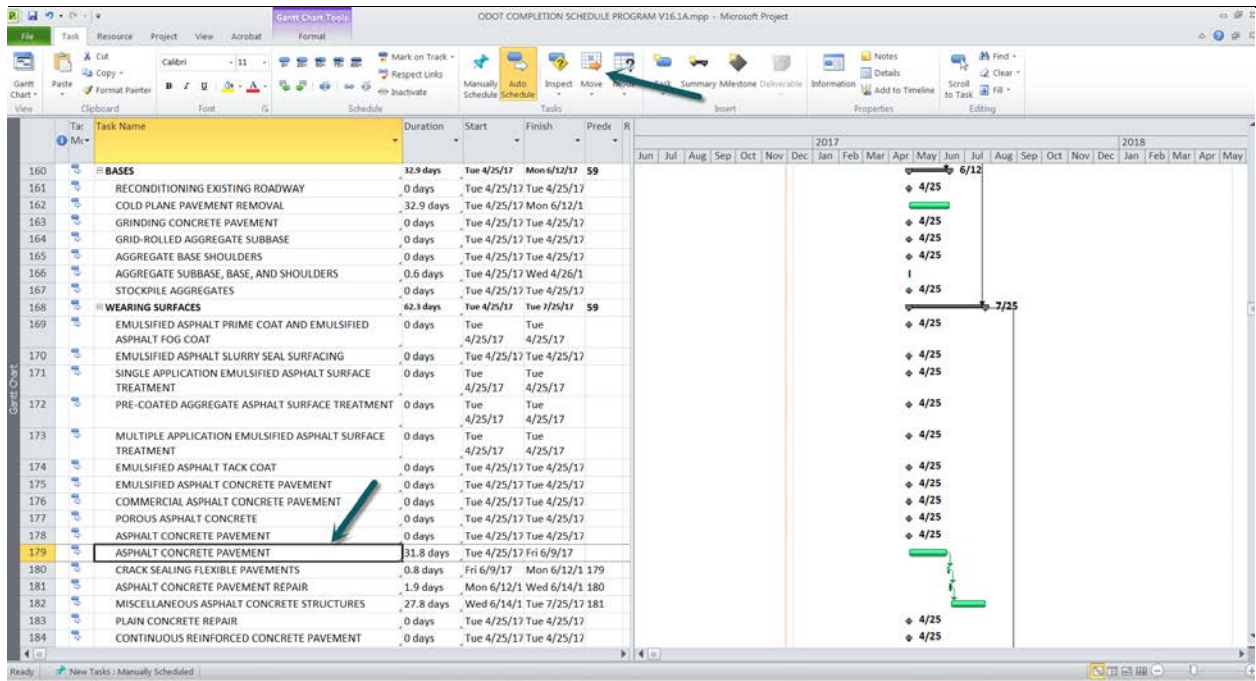 Gantt Chart Tools
ODOT COMPLETION SCHEDULE PROGRAM V16.1A.mpp - Microsoft Project
File Task Resource Project View Acrobat Format
Gantt Chart
View
Paste
Cut
Copy
Format Painter
Clipboard
Calibri 11
B I U
Font
Mark on Track
Respect Links
Inactivate
Schedule
Manually Schedule
Auto Schedule
Inspect
Move
Tasks
Summary Milestone Deliverable
Insert
Information
Notes
Details
Add to Timeline
Properties
Scroll to Task
Find
Clear
Fill
Editing
Task Name Duration Start Finish Prede R
2017 2018
Jun Jul Aug Sep Oct Nov Dec Jan Feb Mar Apr May Jun Jul Aug Sep Oct Nov Dec Jan Feb Mar Apr May
160 BASES 32.9 days Tue 4/25/17 Mon 6/12/17 59 6/12
161 RECONDITIONING EXISTING ROADWAY 0 days Tue 4/25/17 Tue 4/25/17 4/25
162 COLD PLANE PAVEMENT REMOVAL 32.9 days Tue 4/25/17 Mon 6/12/1
163 GRINDING CONCRETE PAVEMENT 0 days Tue 4/25/17 Tue 4/25/17 4/25
164 GRID-ROLLED AGGREGATE SUBBASE 0 days Tue 4/25/17 Tue 4/25/17 4/25
165 AGGREGATE BASE SHOULDERS 0 days Tue 4/25/17 Tue 4/25/17 4/25
166 AGGREGATE SUBBASE, BASE, AND SHOULDERS 0.6 days Tue 4/25/17 Wed 4/26/1
167 STOCKPILE AGGREGATES 0 days Tue 4/25/17 Tue 4/25/17 4/25
168 WEARING SURFACES 62.3 days Tue 4/25/17 Tue 7/25/17 59 7/25
169 EMULSIFIED ASPHALT PRIME COAT AND EMULSIFIED 0 days Tue Tue 4/25
ASPHALT FOG COAT 4/25/17 4/25/17
170 EMULSIFIED ASPHALT SLURRY SEAL SURFACING 0 days Tue 4/25/17 Tue 4/25/17 4/25
171 SINGLE APPLICATION EMULSIFIED ASPHALT SURFACE 0 days Tue Tue 4/25
TREATMENT 4/25/17 4/25/17
172 PRE-COATED AGGREGATE ASPHALT SURFACE TREATMENT 0 days Tue Tue 4/25
4/25/17 4/25/17
173 MULTIPLE APPLICATION EMULSIFIED ASPHALT SURFACE 0 days Tue Tue 4/25
TREATMENT 4/25/17 4/25/17
174 EMULSIFIED ASPHALT TACK COAT 0 days Tue 4/25/17 Tue 4/25/17 4/25
175 EMULSIFIED ASPHALT CONCRETE PAVEMENT 0 days Tue 4/25/17 Tue 4/25/17 4/25
176 COMMERCIAL ASPHALT CONCRETE PAVEMENT 0 days Tue 4/25/17 Tue 4/25/17 4/25
177 POROUS ASPHALT CONCRETE 0 days Tue 4/25/17 Tue 4/25/17 4/25
178 ASPHALT CONCRETE PAVEMENT 0 days Tue 4/25/17 Tue 4/25/17 4/25
179 ASPHALT CONCRETE PAVEMENT 31.8 days Tue 4/25/17 Fri 6/9/17
180 CRACK SEALING FLEXIBLE PAVEMENTS 0.8 days Fri 6/9/17 Mon 6/12/1 179
181 ASPHALT CONCRETE PAVEMENT REPAIR 1.9 days Mon 6/12/1 Wed 6/14/1 180
182 MISCELLANEOUS ASPHALT CONCRETE STRUCTURES 27.8 days Wed 6/14/1 Tue 7/25/17 181
183 PLAIN CONCRETE REPAIR 0 days Tue 4/25/17 Tue 4/25/17 4/25
184 CONTINUOUS REINFORCED CONCRETE PAVEMENT 0 days Tue 4/25/17 Tue 4/25/17 4/25
Gantt Chart
Ready New Tasks : Manually Scheduled